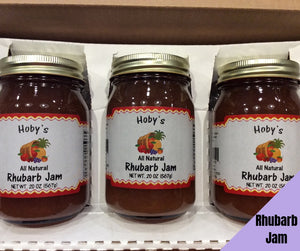 Hoby's
All Natural
Rhubarb Jam
NET WT. 20 OZ (567g)
Hoby's
All Natural
Rhubarb Jam
NET WT. 20 OZ (567g)
Hoby's
All Natural
Rhubarb Jam
NET WT. 20 OZ (567g)
Rhubarb
Jam